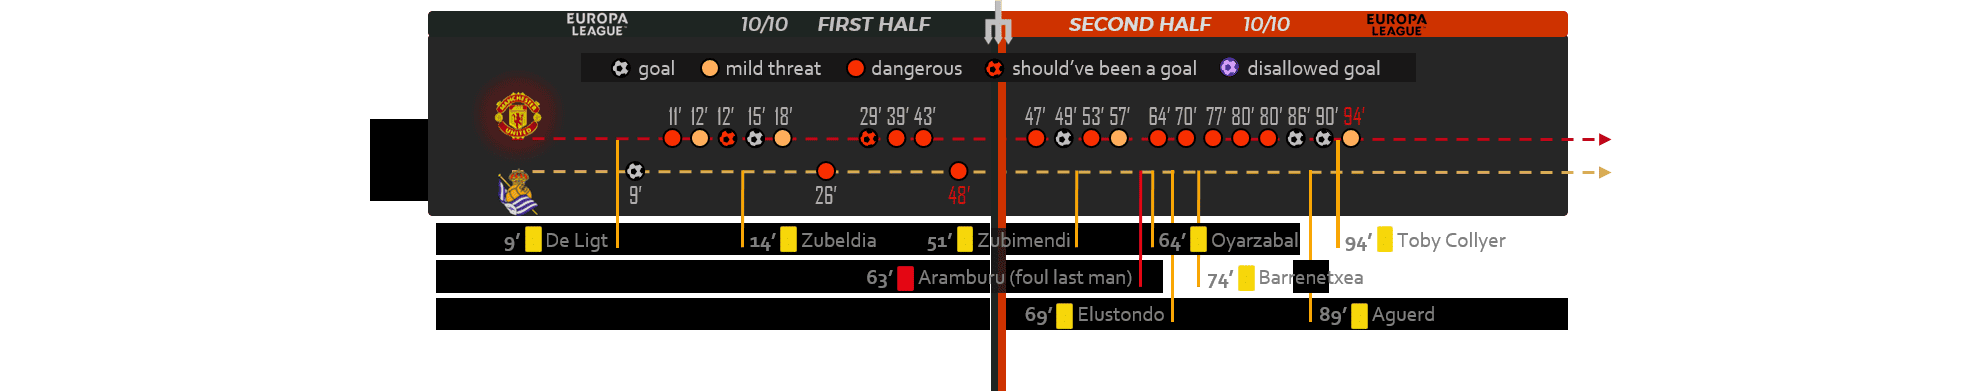 EUROPA LEAGUE 10/10 FIRST HALF SECOND HALF 10/10 EUROPA LEAGUE
goal mild threat dangerous should've been a goal disallowed goal
11' 12' 12' 15' 18' 29' 39' 43' 47' 49' 53' 57' 64' 70' 77' 80' 80' 86' 90' 94'
MANCHESTER UNITED
9' 26' 48'
9' De Ligt 14' Zubeldia 51' Zubimendi 64' Oyarzabal 94' Toby Collyer
63' Aramburu (foul last man) 74' Barrenetxea
69' Elustondo 89' Aguerd